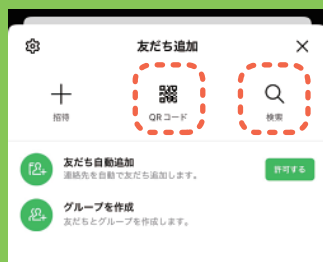 友だち追加
招待
QRコード
検索
友だち自動追加
連絡先を自動で友だち追加します。
許可する
グループを作成
友だちとグループを作成します。